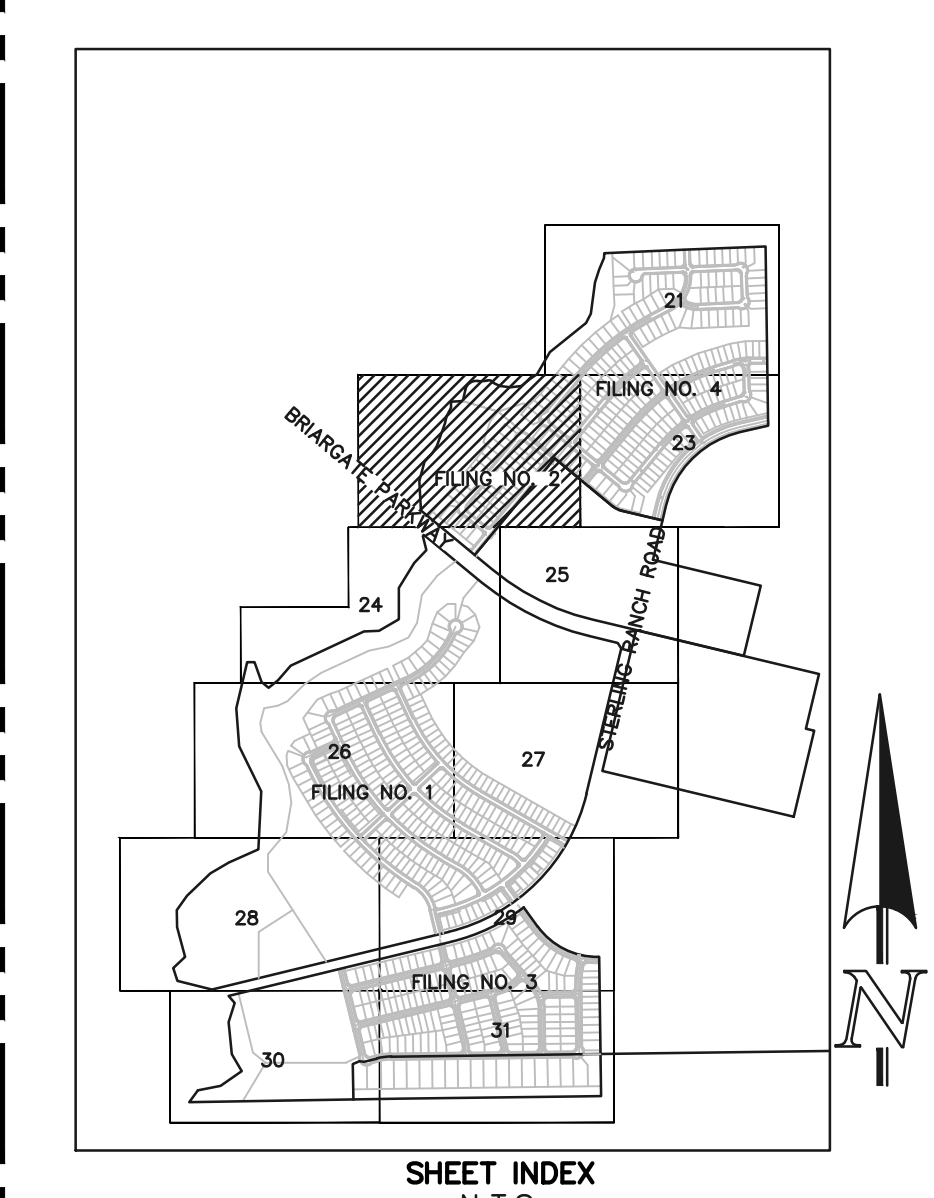 21
FILING NO. 4
BRIARGATE PARKWAY
23
FILING NO. 2
25
STERLING RANCH ROAD
24
26
27
FILING NO. 1
28
29
FILING NO. 3
31
30
N
SHEET INDEX
N.T.S.